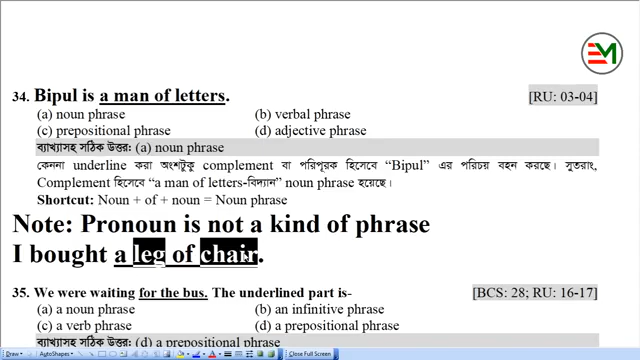 EM
34. Bipul is a man of letters. [RU: 03-04]
(a) noun phrase (b) verbal phrase
(c) prepositional phrase (d) adjective phrase
ব্যাখ্যাসহ সঠিক উত্তর: (a) noun phrase
কেননা underline করা অংশটুকু complement বা পরিপূরক হিসেবে “Bipul” এর পরিচয় বহন করছে। সুতরাং,
Complement হিসেবে “a man of letters-বিদ্যান” noun phrase হয়েছে।
Shortcut: Noun + of + noun = Noun phrase
Note: Pronoun is not a kind of phrase
I bought a leg of chair.
35. We were waiting for the bus. The underlined part is- [BCS: 28; RU: 16-17]
(a) a noun phrase (b) an infinitive phrase
(c) a verb phrase (d) a prepositional phrase
ব্যাখ্যাসহ সঠিক উত্তর: (d) a prepositional phrase
Draw AutoShapes Close Full Screen